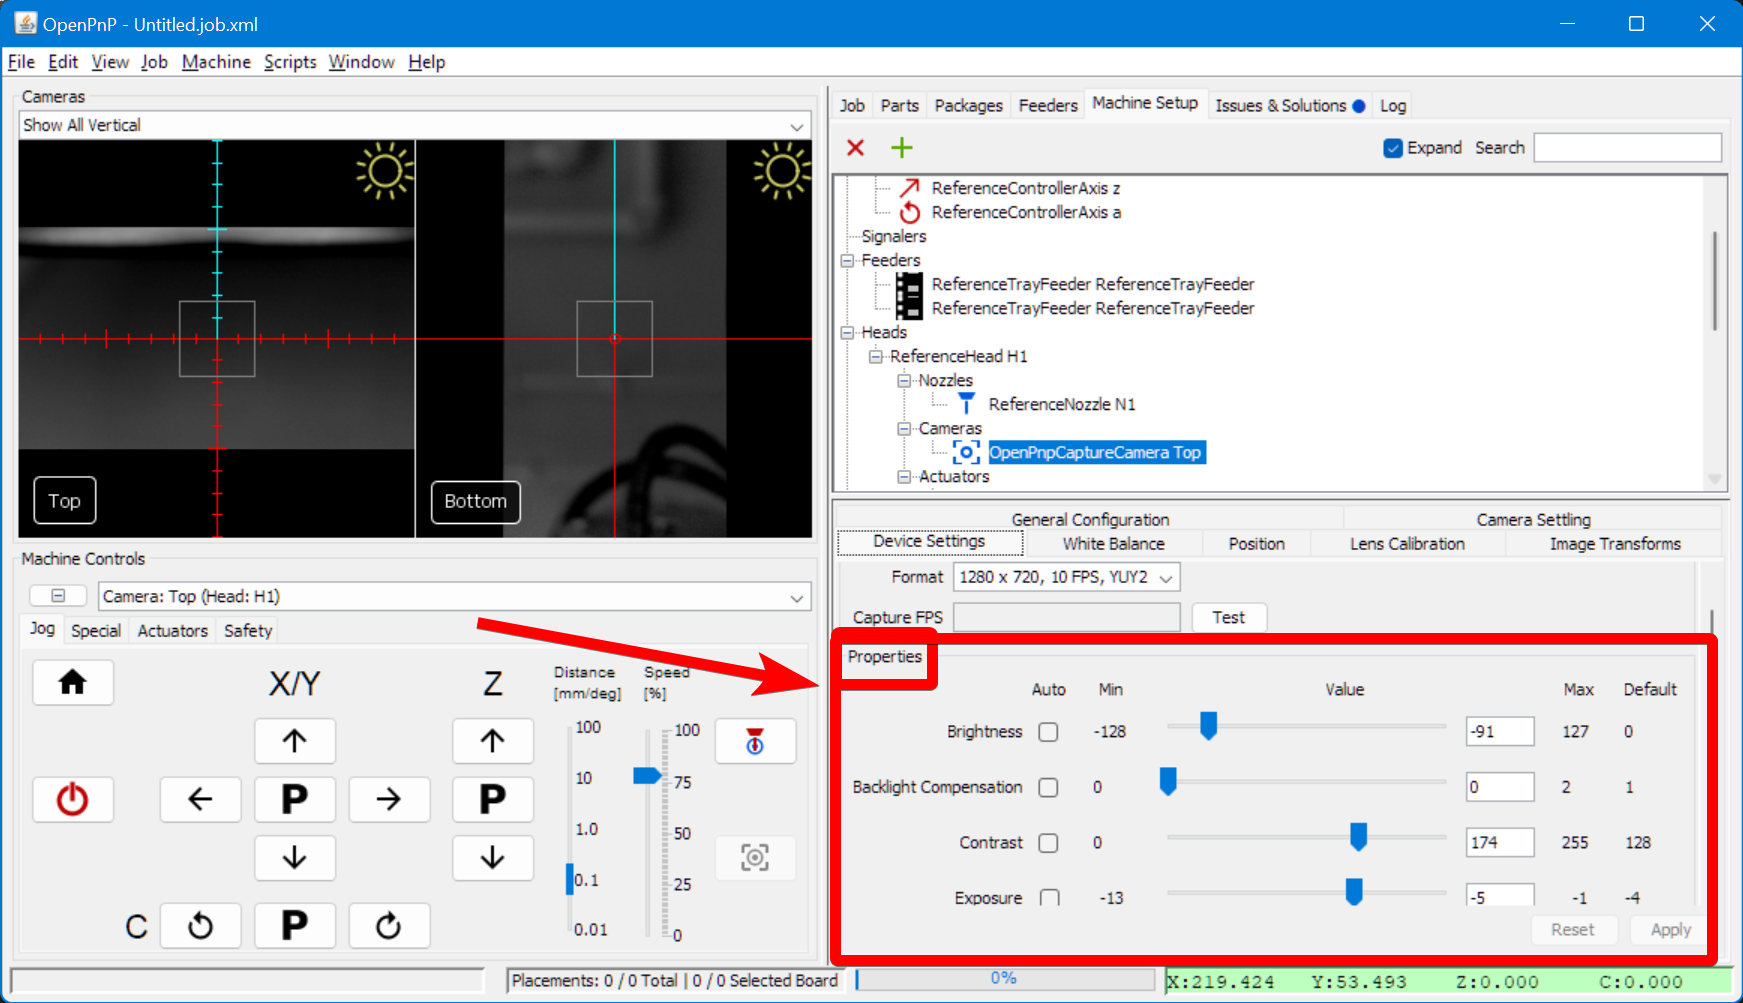 OpenPnP - Untitled.job.xml
File Edit View Job Machine Scripts Window Help
Cameras
Show All Vertical
Top
Bottom
Machine Controls
Camera: Top (Head: H1)
Jog Special Actuators Safety
X/Y
Z
Distance
[mm/deg]
Speed
[%]
100
10
1.0
0.1
0.01
100
75
50
25
0
P
P
C
P
Job Parts Packages Feeders Machine Setup Issues & Solutions Log
Expand Search
ReferenceControllerAxis z
ReferenceControllerAxis a
Signalers
Feeders
ReferenceTrayFeeder ReferenceTrayFeeder
ReferenceTrayFeeder ReferenceTrayFeeder
Heads
ReferenceHead H1
Nozzles
ReferenceNozzle N1
Cameras
OpenPnpCaptureCamera Top
Actuators
General Configuration Camera Settling
Device Settings White Balance Position Lens Calibration Image Transforms
Format 1280 x 720, 10 FPS, YUY2
Capture FPS Test
Properties
Auto Min Value Max Default
Brightness -128 -91 127 0
Backlight Compensation 0 0 2 1
Contrast 0 174 255 128
Exposure -13 -5 -1 -4
Reset Apply
Placements: 0 / 0 Total | 0 / 0 Selected Board
0%
X:219.424 Y:53.493 Z:0.000 C:0.000